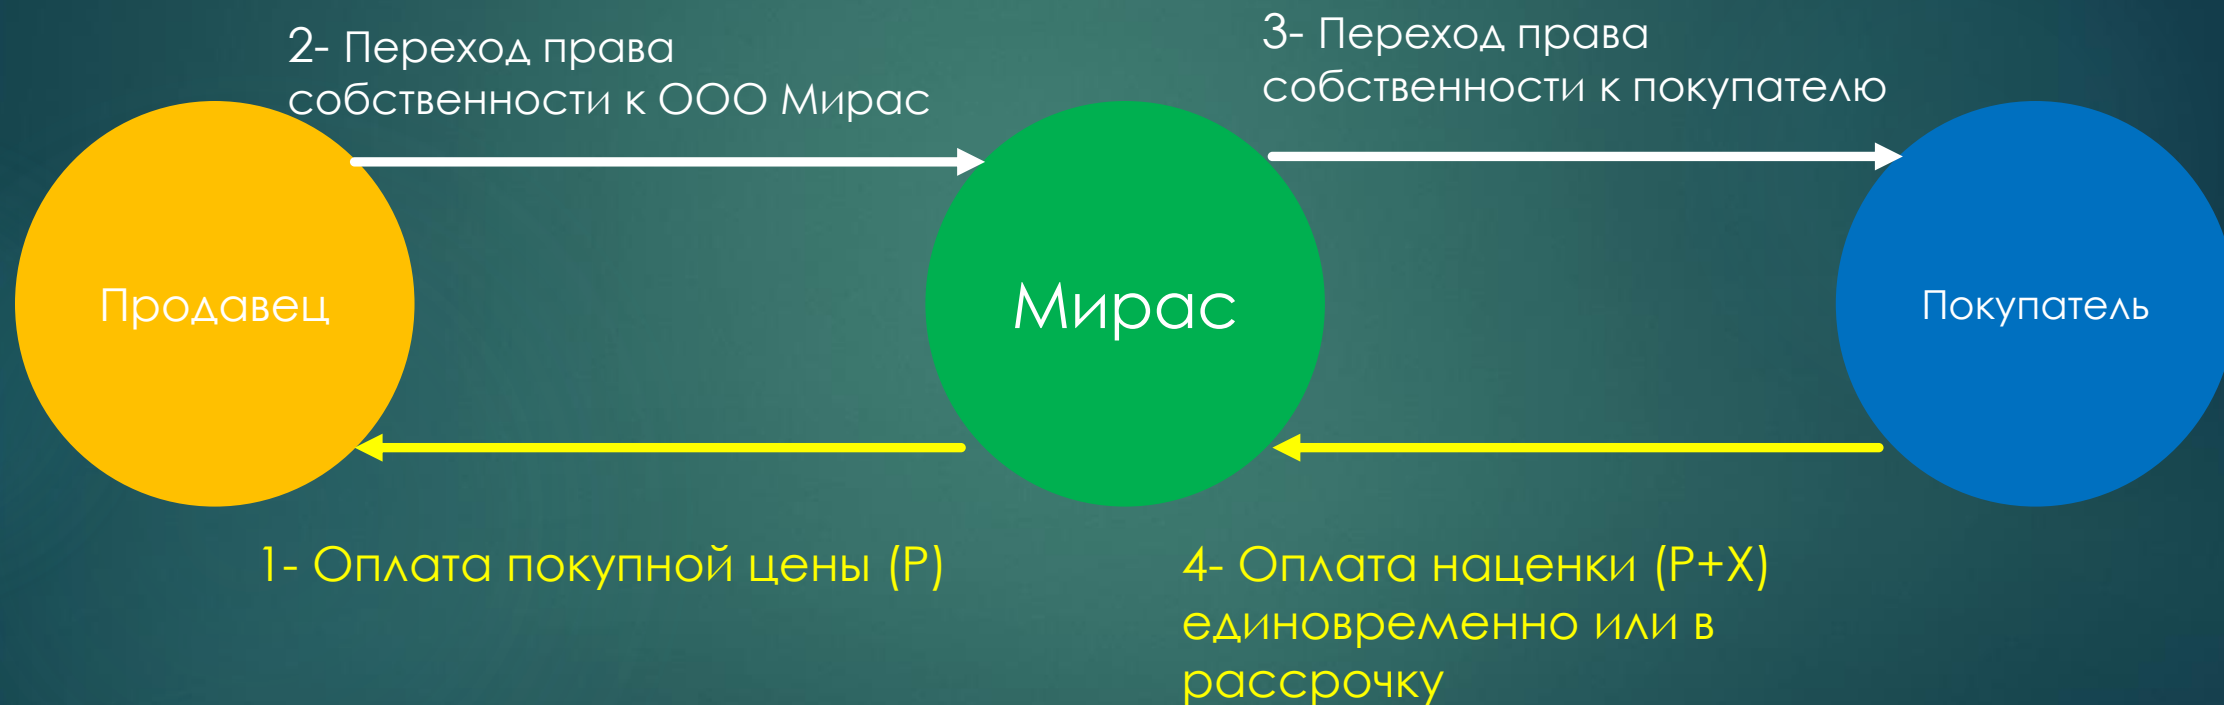 2- Переход права
собственности к ООО Мирас
3- Переход права
собственности к покупателю
Продавец
Мирас
Покупатель
1- Оплата покупной цены (P)
4- Оплата наценки (P+X)
единовременно или в
рассрочку